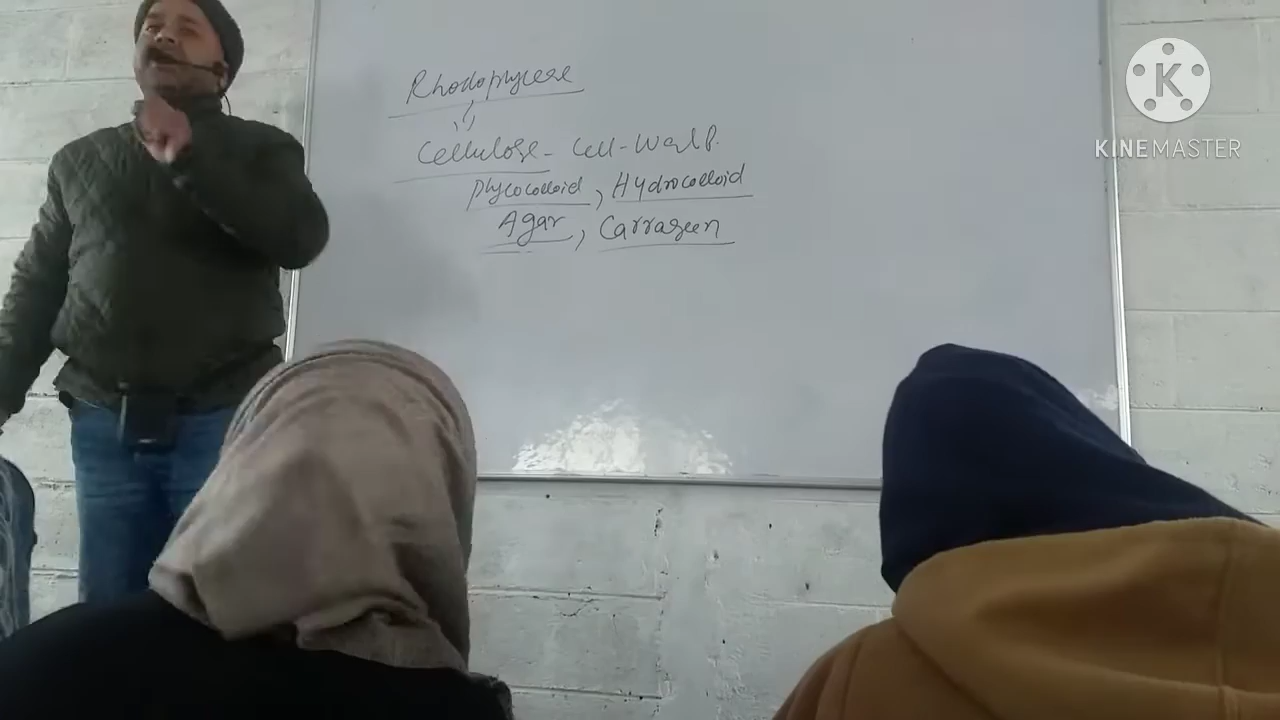 Rhodophyceae
Cellulose - Cell-Wall.
phycocolloid, Hydrocolloid
Agar, Carrageen
K
KINEMASTER